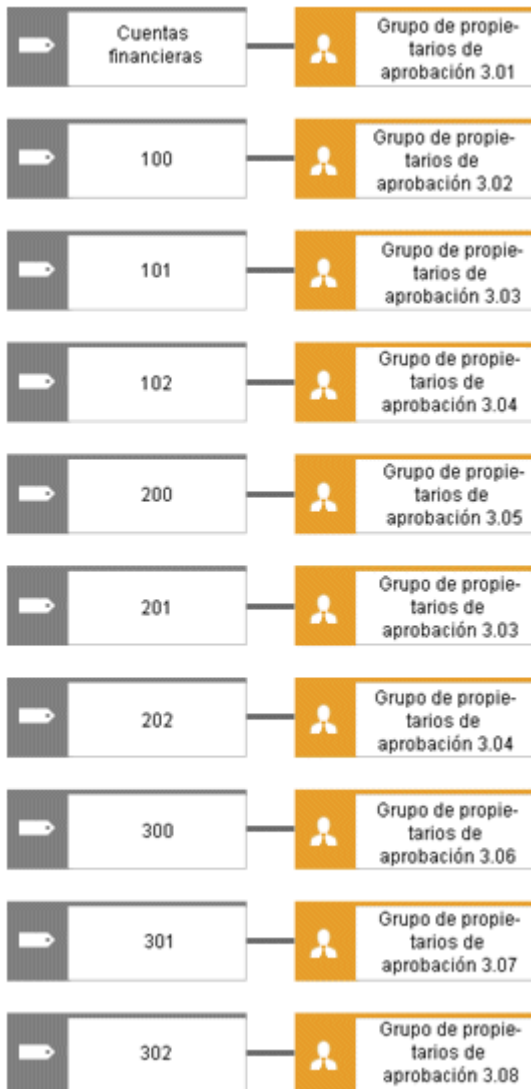 Cuentas
financieras
Grupo de propie-
tarios de
aprobación 3.01
100
Grupo de propie-
tarios de
aprobación 3.02
101
Grupo de propie-
tarios de
aprobación 3.03
102
Grupo de propie-
tarios de
aprobación 3.04
200
Grupo de propie-
tarios de
aprobación 3.05
201
Grupo de propie-
tarios de
aprobación 3.03
202
Grupo de propie-
tarios de
aprobación 3.04
300
Grupo de propie-
tarios de
aprobación 3.06
301
Grupo de propie-
tarios de
aprobación 3.07
302
Grupo de propie-
tarios de
aprobación 3.08